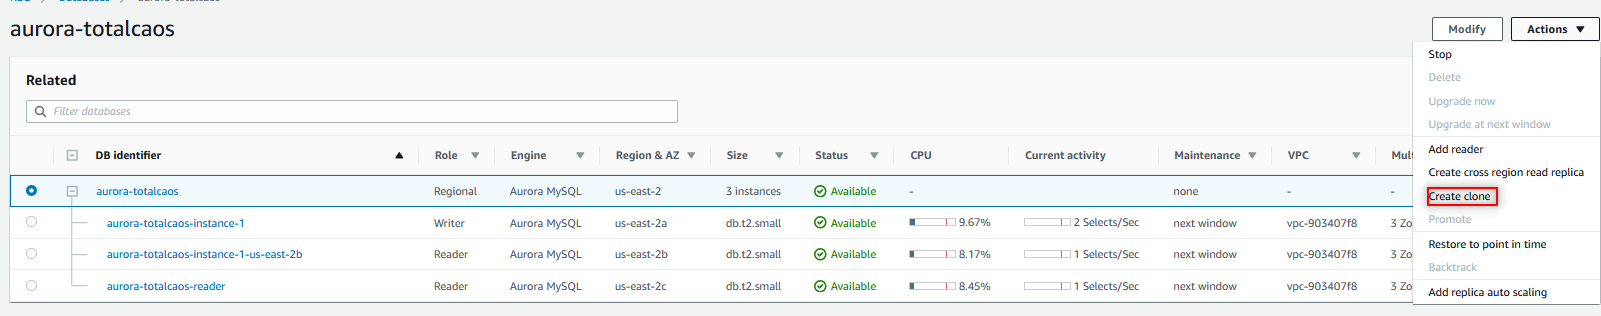 aurora-totalcaos
Modify
Actions
Related
Filter databases
DB identifier Role Engine Region & AZ Size Status CPU Current activity Maintenance VPC
aurora-totalcaos Regional Aurora MySQL us-east-2 3 instances Available - none - -
aurora-totalcaos-instance-1 Writer Aurora MySQL us-east-2a db.t2.small Available 9.67% 2 Selects/Sec next window vpc-903407f8 3 Zo
aurora-totalcaos-instance-1-us-east-2b Reader Aurora MySQL us-east-2b db.t2.small Available 8.17% 1 Selects/Sec next window vpc-903407f8 3 Zo
aurora-totalcaos-reader Reader Aurora MySQL us-east-2c db.t2.small Available 8.45% 1 Selects/Sec next window vpc-903407f8 3 Zo
Stop
Delete
Upgrade now
Upgrade at next window
Add reader
Create cross region read replica
Create clone
Promote
Restore to point in time
Backtrack
Add replica auto scaling